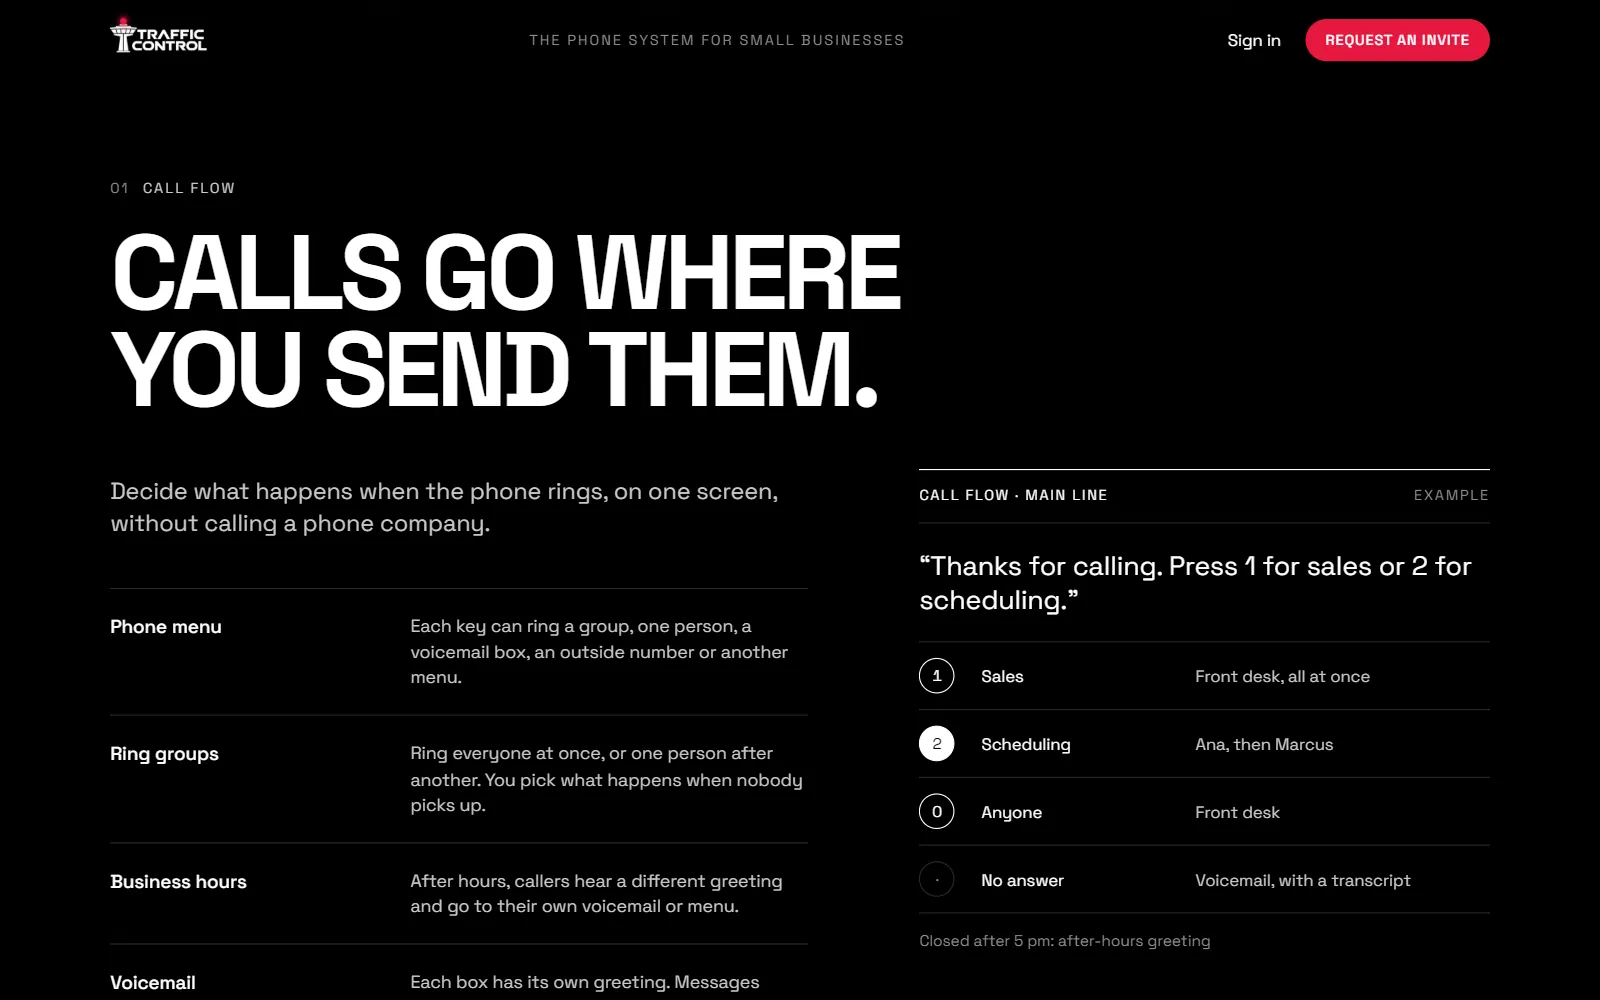 TRAFFIC
CONTROL
THE PHONE SYSTEM FOR SMALL BUSINESSES
Sign in
REQUEST AN INVITE
01 CALL FLOW
CALLS GO WHERE
YOU SEND THEM.
Decide what happens when the phone rings, on one screen,
without calling a phone company.
Phone menu
Each key can ring a group, one person, a
voicemail box, an outside number or another
menu.
Ring groups
Ring everyone at once, or one person after
another. You pick what happens when nobody
picks up.
Business hours
After hours, callers hear a different greeting
and go to their own voicemail or menu.
Voicemail
Each box has its own greeting. Messages
CALL FLOW · MAIN LINE
EXAMPLE
“Thanks for calling. Press 1 for sales or 2 for
scheduling.”
1 Sales Front desk, all at once
2 Scheduling Ana, then Marcus
0 Anyone Front desk
· No answer Voicemail, with a transcript
Closed after 5 pm: after-hours greeting